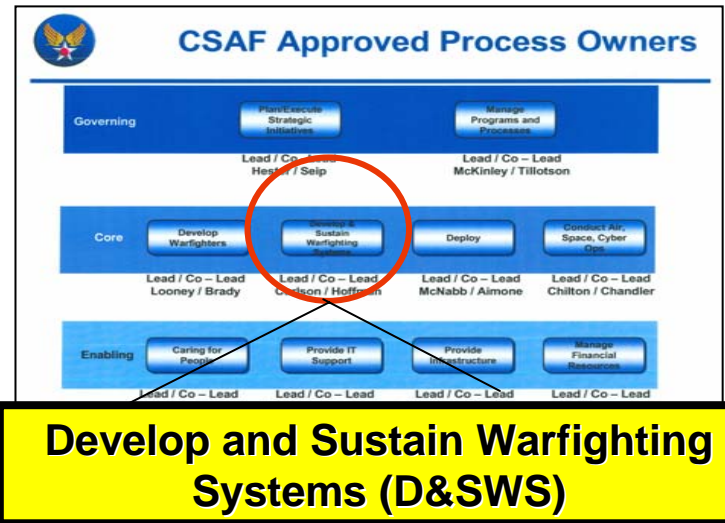 CSAF Approved Process Owners
Governing
Plan/Execute
Strategic
Initiatives
Manage
Programs and
Processes
Lead / Co – Lead
Hester / Seip
Lead / Co – Lead
McKinley / Tillotson
Core
Develop
Warfighters
Develop &
Sustain
Warfighting
Systems
Deploy
Conduct Air,
Space, Cyber
Ops
Lead / Co – Lead
Looney / Brady
Lead / Co – Lead
Carlson / Hoffman
Lead / Co – Lead
McNabb / Aimone
Lead / Co – Lead
Chilton / Chandler
Enabling
Caring for
People
Provide IT
Support
Provide
Infrastructure
Manage
Financial
Resources
Lead / Co – Lead
Lead / Co – Lead
Lead / Co – Lead
Lead / Co – Lead
Develop and Sustain Warfighting
Systems (D&SWS)